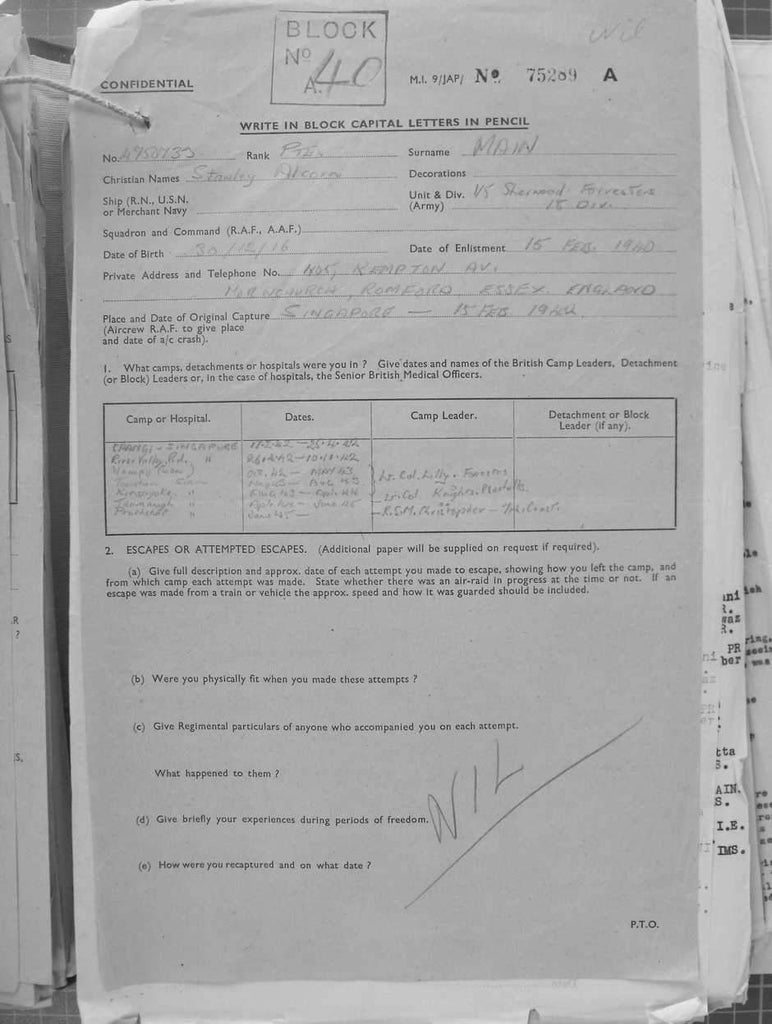 Nil
BLOCK
Nº
A 40
CONFIDENTIAL
M.I. 9/JAP/ Nº 75289 A
WRITE IN BLOCK CAPITAL LETTERS IN PENCIL
No. Rank PTE. Surname MAIN
Christian Names Stanley Decorations
Ship (R.N., U.S.N. Unit & Div. 1/5 Sherwood Forresters
or Merchant Navy (Army) Div.
Squadron and Command (R.A.F., A.A.F.)
Date of Birth 30/12/16 Date of Enlistment 15 FEB. 1940
Private Address and Telephone No. KEMPTON AV.
HORNCHURCH, ROMFORD ESSEX. ENGLAND
Place and Date of Original Capture SINGAPORE — 15 FEB. 1942
(Aircrew R.A.F. to give place
and date of a/c crash).
1. What camps, detachments or hospitals were you in ? Give dates and names of the British Camp Leaders, Detachment
(or Block) Leaders or, in the case of hospitals, the Senior British Medical Officers.
Camp or Hospital. Dates. Camp Leader. Detachment or Block
Leader (if any).
CHANGI - SINGAPORE
River Valley Rd. "
Lt. Col. Lilly.
Lt. Col Knights.
R.S.M.
2. ESCAPES OR ATTEMPTED ESCAPES. (Additional paper will be supplied on request if required).
(a) Give full description and approx. date of each attempt you made to escape, showing how you left the camp, and
from which camp each attempt was made. State whether there was an air-raid in progress at the time or not. If an
escape was made from a train or vehicle the approx. speed and how it was guarded should be included.
(b) Were you physically fit when you made these attempts ?
(c) Give Regimental particulars of anyone who accompanied you on each attempt.
What happened to them ?
NIL
(d) Give briefly your experiences during periods of freedom.
(e) How were you recaptured and on what date ?
P.T.O.